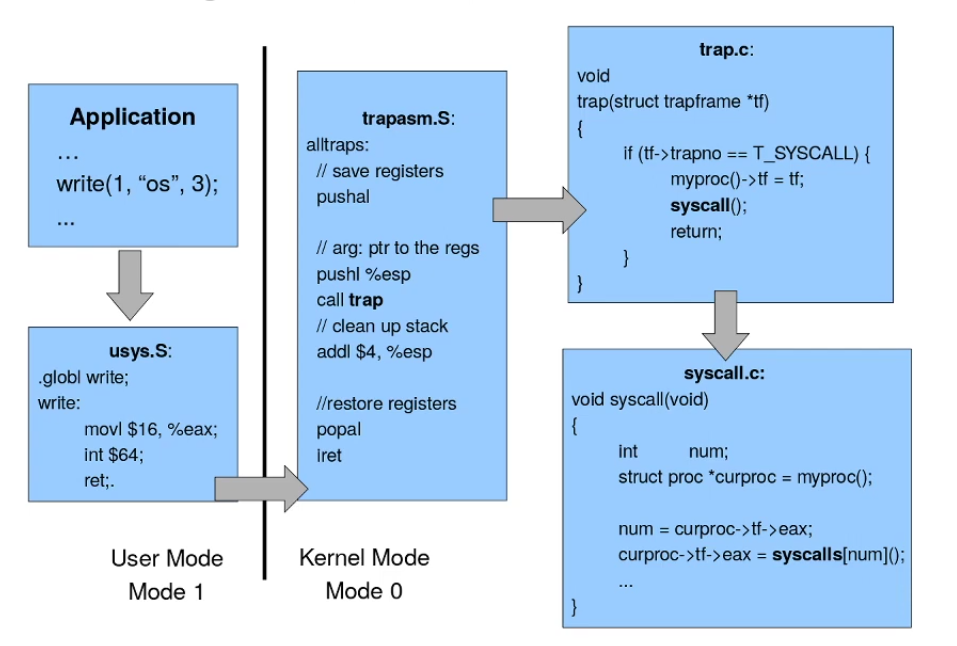 Application
…
write(1, “os”, 3);
...
usys.S:
.globl write;
write:
movl $16, %eax;
int $64;
ret;.
User Mode
Mode 1
trapasm.S:
alltraps:
// save registers
pushal
// arg: ptr to the regs
pushl %esp
call trap
// clean up stack
addl $4, %esp
//restore registers
popal
iret
Kernel Mode
Mode 0
trap.c:
void
trap(struct trapframe *tf)
{
if (tf->trapno == T_SYSCALL) {
myproc()->tf = tf;
syscall();
return;
}
}
syscall.c:
void syscall(void)
{
int num;
struct proc *curproc = myproc();
num = curproc->tf->eax;
curproc->tf->eax = syscalls[num]();
...
}